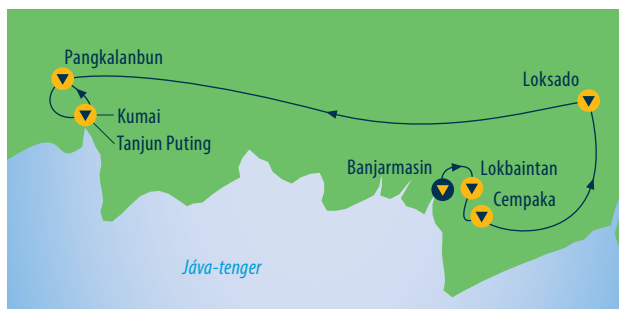 Pangkalanbun
Loksado
Kumai
Tanjun Puting
Banjarmasin
Lokbaintan
Cempaka
Jáva-tenger